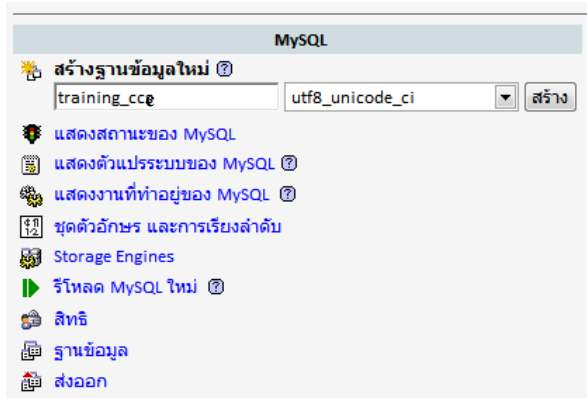 MySQL
สร้างฐานข้อมูลใหม่
utf8_unicode_ci สร้าง
แสดงสถานะของ MySQL
แสดงตัวแปรระบบของ MySQL
แสดงงานที่ทำอยู่ของ MySQL
ชุดตัวอักษร และการเรียงลำดับ
Storage Engines
รีโหลด MySQL ใหม่
สิทธิ
ฐานข้อมูล
ส่งออก